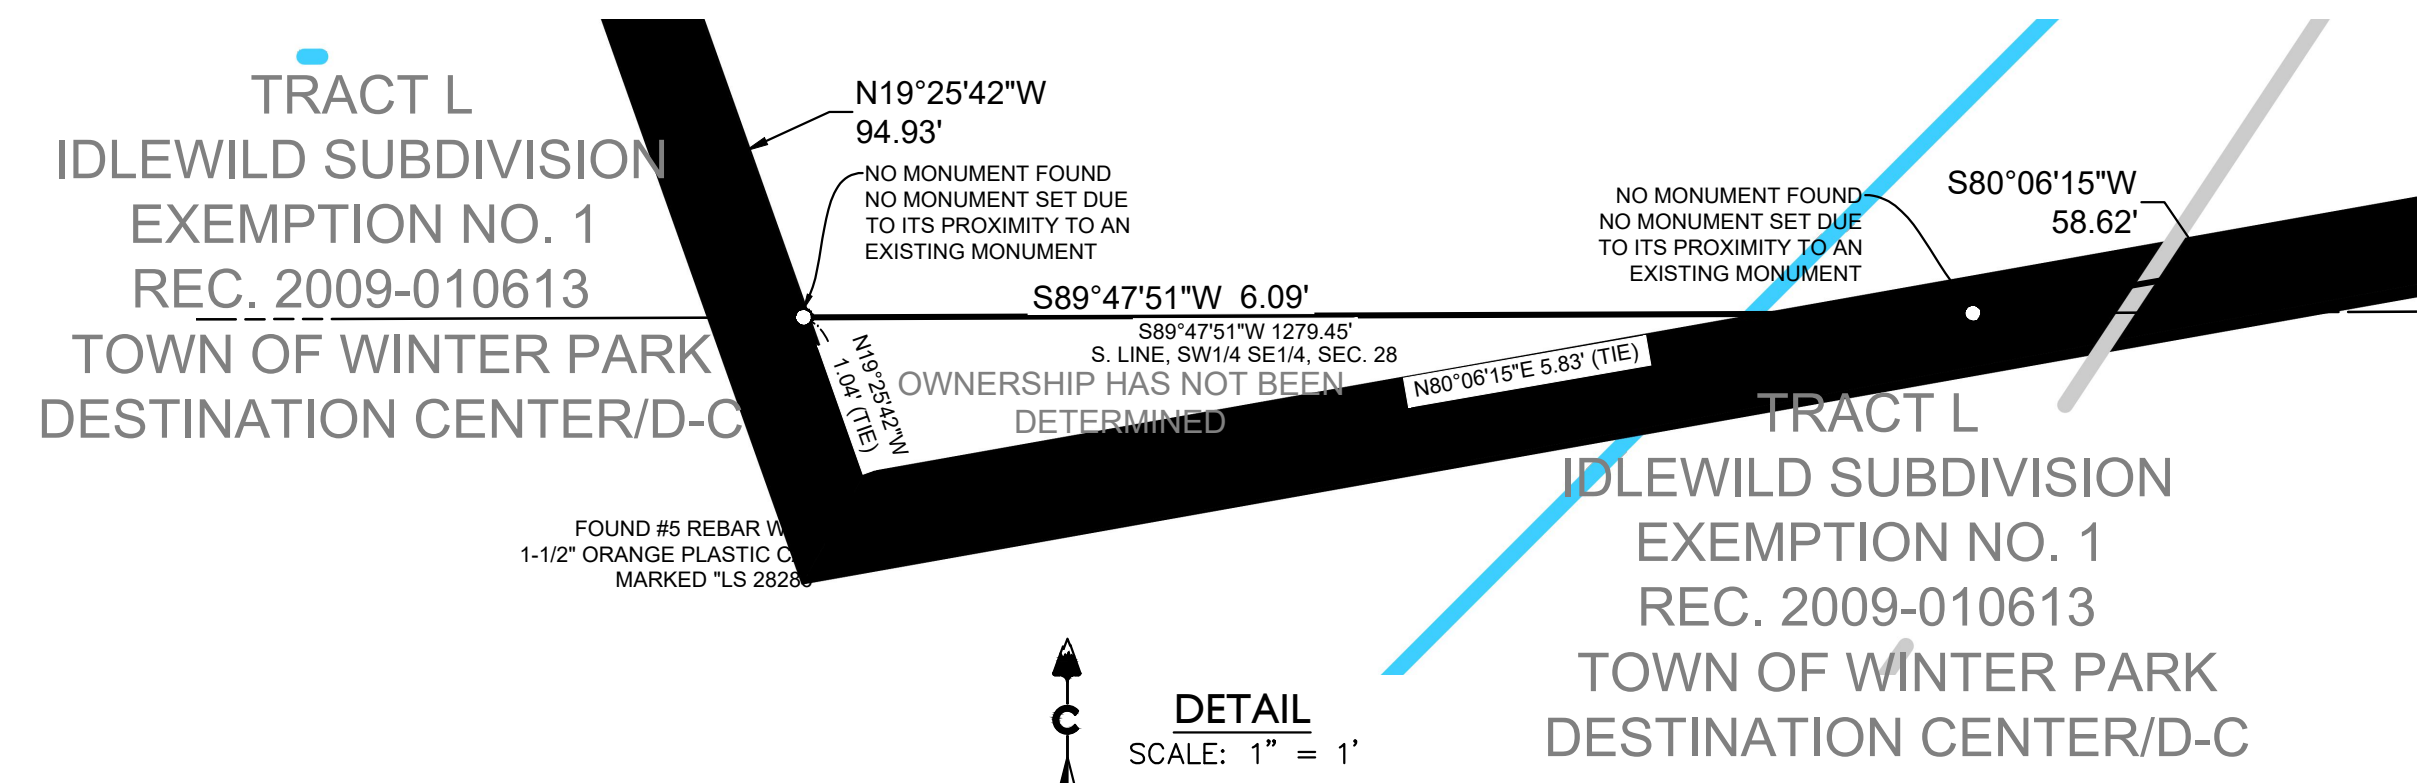 TRACT L
IDLEWILD SUBDIVISION
EXEMPTION NO. 1
REC. 2009-010613
TOWN OF WINTER PARK
DESTINATION CENTER/D-C
N19°25'42"W
94.93'
NO MONUMENT FOUND
NO MONUMENT SET DUE
TO ITS PROXIMITY TO AN
EXISTING MONUMENT
NO MONUMENT FOUND
NO MONUMENT SET DUE
TO ITS PROXIMITY TO AN
EXISTING MONUMENT
S80°06'15"W
58.62'
S89°47'51"W 6.09'
S89°47'51"W 1279.45'
S. LINE, SW1/4 SE1/4, SEC. 28
OWNERSHIP HAS NOT BEEN
DETERMINED
N19°25'42"W
1.04' (TIE)
N80°06'15"E 5.83' (TIE)
FOUND #5 REBAR
1-1/2" ORANGE PLASTIC
MARKED "LS
TRACT L
IDLEWILD SUBDIVISION
EXEMPTION NO. 1
REC. 2009-010613
TOWN OF WINTER PARK
DESTINATION CENTER/D-C
C
DETAIL
SCALE: 1" = 1'